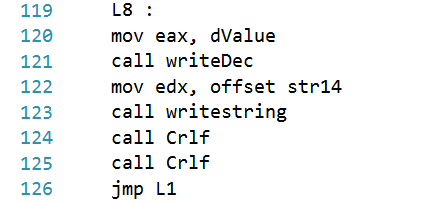 119 L8 :
120 mov eax, dValue
121 call writeDec
122 mov edx, offset str14
123 call writestring
124 call Crlf
125 call Crlf
126 jmp L1